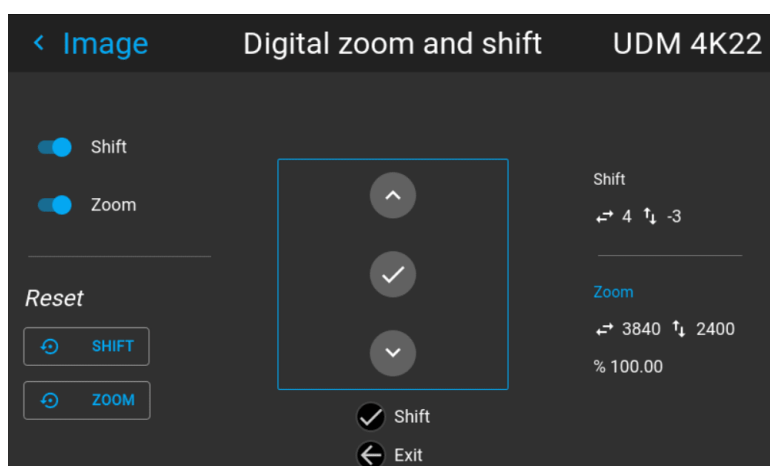 Image
Digital zoom and shift
UDM 4K22
Shift
Zoom
Reset
SHIFT
ZOOM
Shift
Exit
Shift
4 -3
Zoom
3840 2400
% 100.00